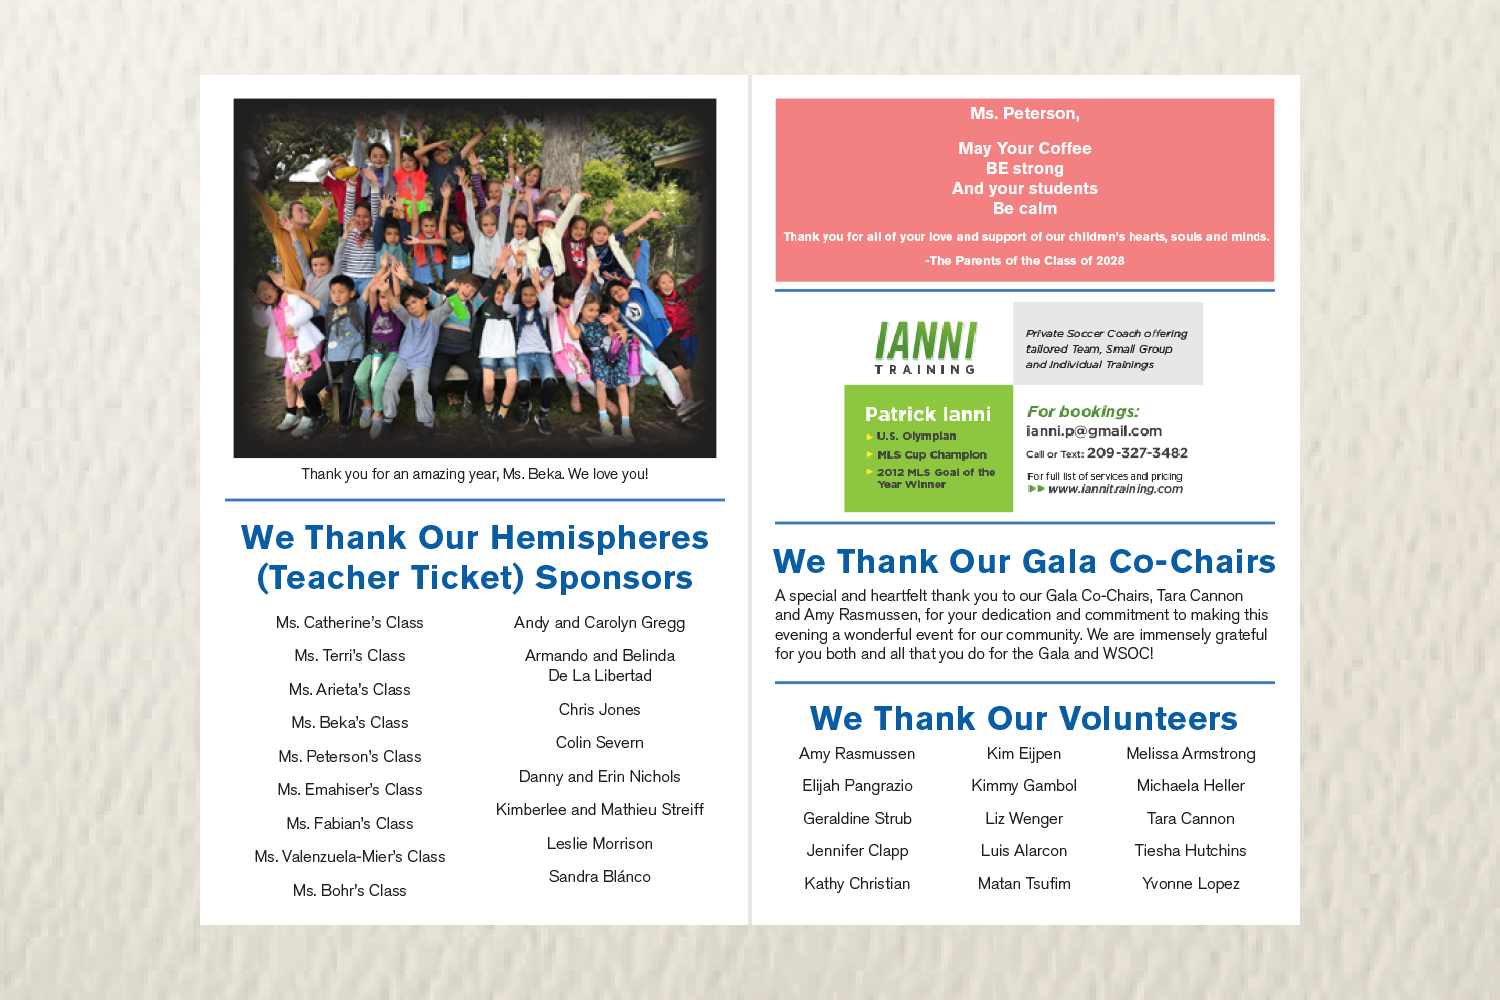 Thank you for an amazing year, Ms. Beka. We love you!
We Thank Our Hemispheres
(Teacher Ticket) Sponsors
Ms. Catherine's Class
Ms. Terri's Class
Ms. Arieta's Class
Ms. Beka's Class
Ms. Peterson's Class
Ms. Emahiser's Class
Ms. Fabian's Class
Ms. Valenzuela-Mier's Class
Ms. Bohr's Class
Andy and Carolyn Gregg
Armando and Belinda
De La Libertad
Chris Jones
Colin Severn
Danny and Erin Nichols
Kimberlee and Mathieu Streiff
Leslie Morrison
Sandra Blánco
Ms. Peterson,
May Your Coffee
BE strong
And your students
Be calm
Thank you for all of your love and support of our children's hearts, souls and minds.
-The Parents of the Class of 2028
IANNI
TRAINING
Private Soccer Coach offering
tailored Team, Small Group
and Individual Trainings
Patrick Ianni
U.S. Olympian
MLS Cup Champion
2012 MLS Goal of the
Year Winner
For bookings:
ianni.p@gmail.com
Call or Text: 209-327-3482
For full list of services and pricing
www.iannitraining.com
We Thank Our Gala Co-Chairs
A special and heartfelt thank you to our Gala Co-Chairs, Tara Cannon
and Amy Rasmussen, for your dedication and commitment to making this
evening a wonderful event for our community. We are immensely grateful
for you both and all that you do for the Gala and WSOC!
We Thank Our Volunteers
Amy Rasmussen
Elijah Pangrazio
Geraldine Strub
Jennifer Clapp
Kathy Christian
Kim Eijpen
Kimmy Gambol
Liz Wenger
Luis Alarcon
Matan Tsufim
Melissa Armstrong
Michaela Heller
Tara Cannon
Tiesha Hutchins
Yvonne Lopez